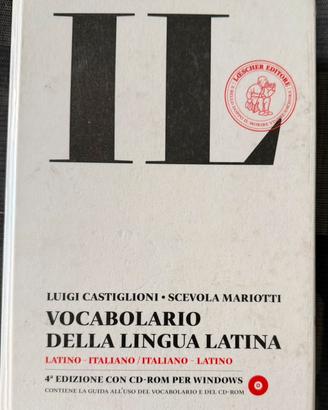 IL
LŒSCHER EDITORE
LUIGI CASTIGLIONI • SCEVOLA MARIOTTI
VOCABOLARIO
DELLA LINGUA LATINA
LATINO – ITALIANO / ITALIANO – LATINO
4ª EDIZIONE CON CD-ROM PER WINDOWS
CONTIENE LA GUIDA ALL'USO DEL VOCABOLARIO E DEL CD-ROM